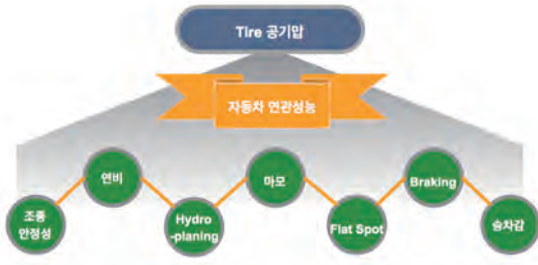 Tire 공기압
자동차 연관성능
조종
안정성
연비
Hydro
-planing
마모
Flat Spot
Braking
승차감